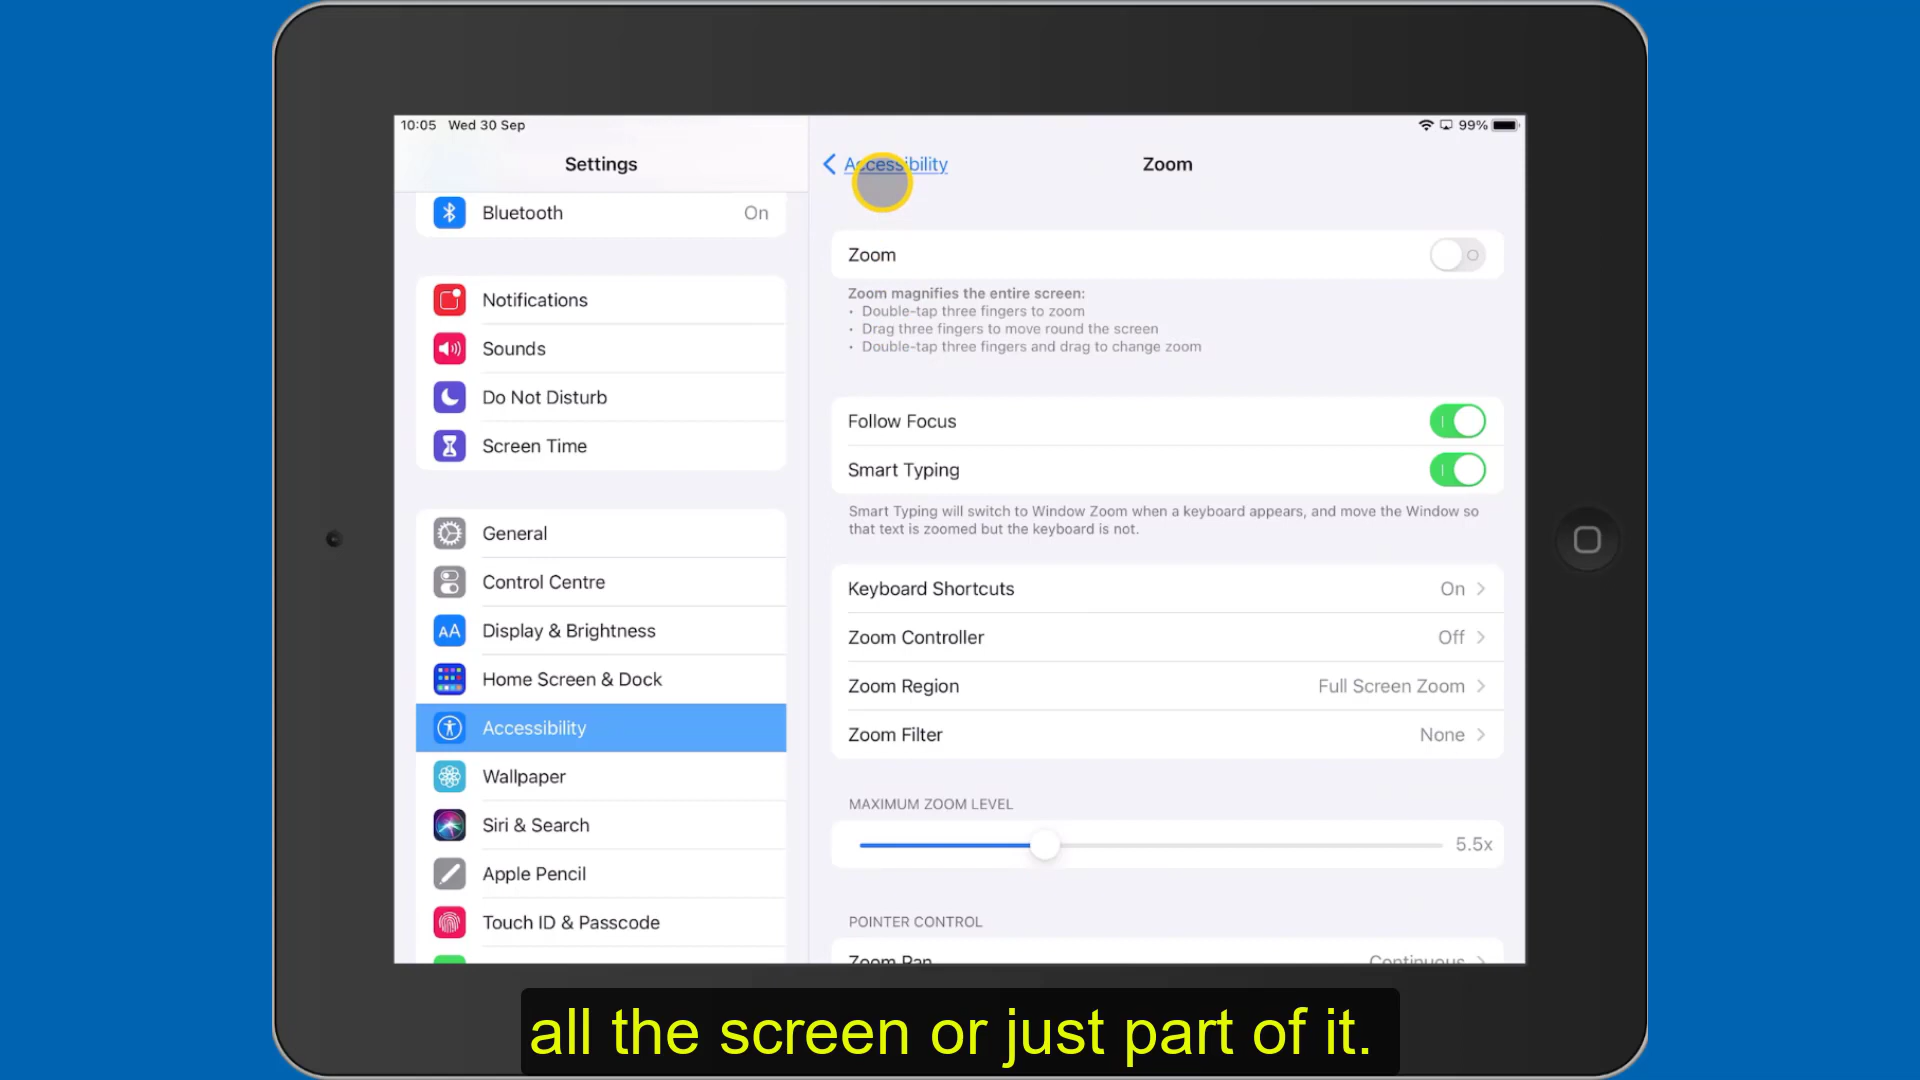 10:05 Wed 30 Sep
99%
Settings
Accessibility
Zoom
Bluetooth On
Notifications
Sounds
Do Not Disturb
Screen Time
General
Control Centre
Display & Brightness
Home Screen & Dock
Accessibility
Wallpaper
Siri & Search
Apple Pencil
Touch ID & Passcode
Zoom
Zoom magnifies the entire screen:
• Double-tap three fingers to zoom
• Drag three fingers to move round the screen
• Double-tap three fingers and drag to change zoom
Follow Focus
Smart Typing
Smart Typing will switch to Window Zoom when a keyboard appears, and move the Window so
that text is zoomed but the keyboard is not.
Keyboard Shortcuts On
Zoom Controller Off
Zoom Region Full Screen Zoom
Zoom Filter None
MAXIMUM ZOOM LEVEL
5.5x
POINTER CONTROL
Zoom Pan Continuous
all the screen or just part of it.